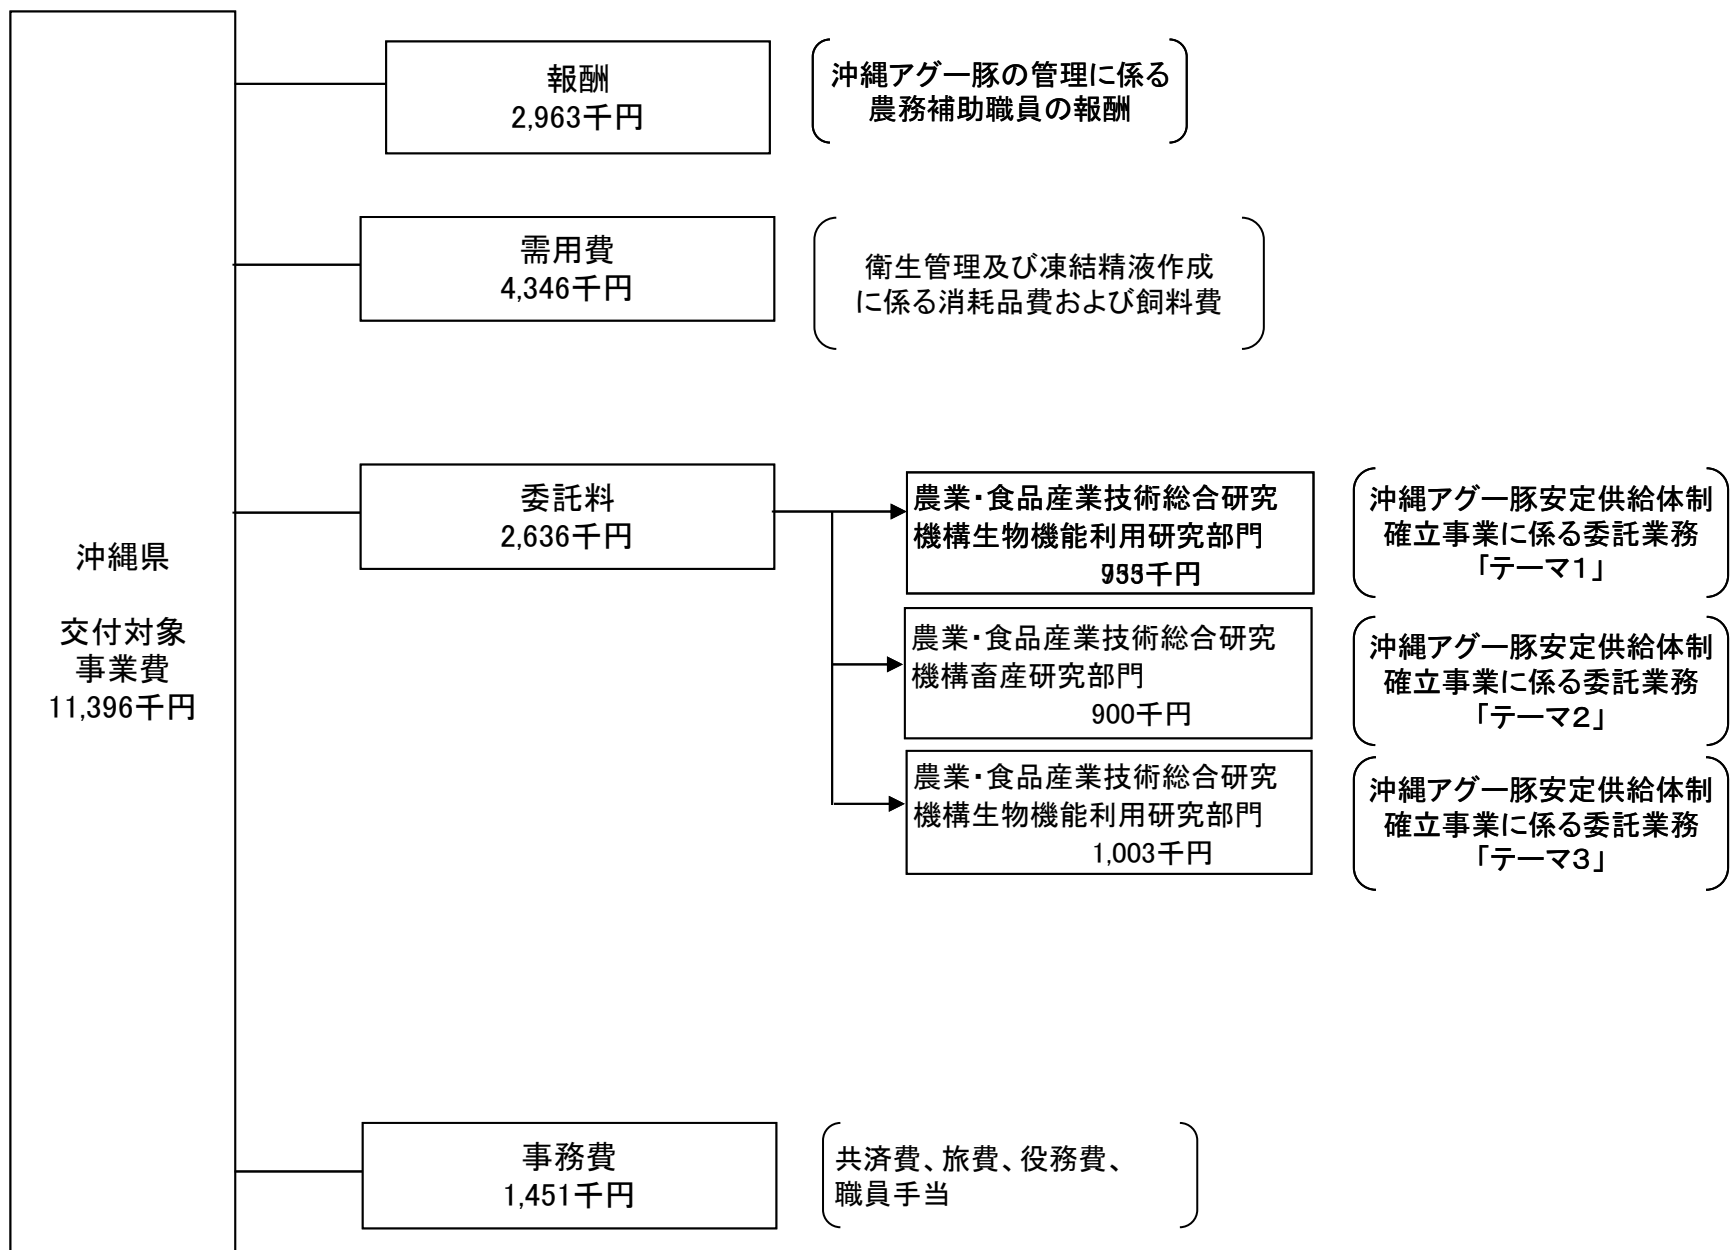 沖縄県
交付対象
事業費
11,396千円
報酬
2,963千円
沖縄アグー豚の管理に係る
農務補助職員の報酬
需用費
4,346千円
衛生管理及び凍結精液作成
に係る消耗品費および飼料費
委託料
2,636千円
農業・食品産業技術総合研究
機構生物機能利用研究部門
千円
沖縄アグー豚安定供給体制
確立事業に係る委託業務
「テーマ1」
農業・食品産業技術総合研究
機構畜産研究部門
900千円
沖縄アグー豚安定供給体制
確立事業に係る委託業務
「テーマ2」
農業・食品産業技術総合研究
機構生物機能利用研究部門
1,003千円
沖縄アグー豚安定供給体制
確立事業に係る委託業務
「テーマ3」
事務費
1,451千円
共済費、旅費、役務費、
職員手当